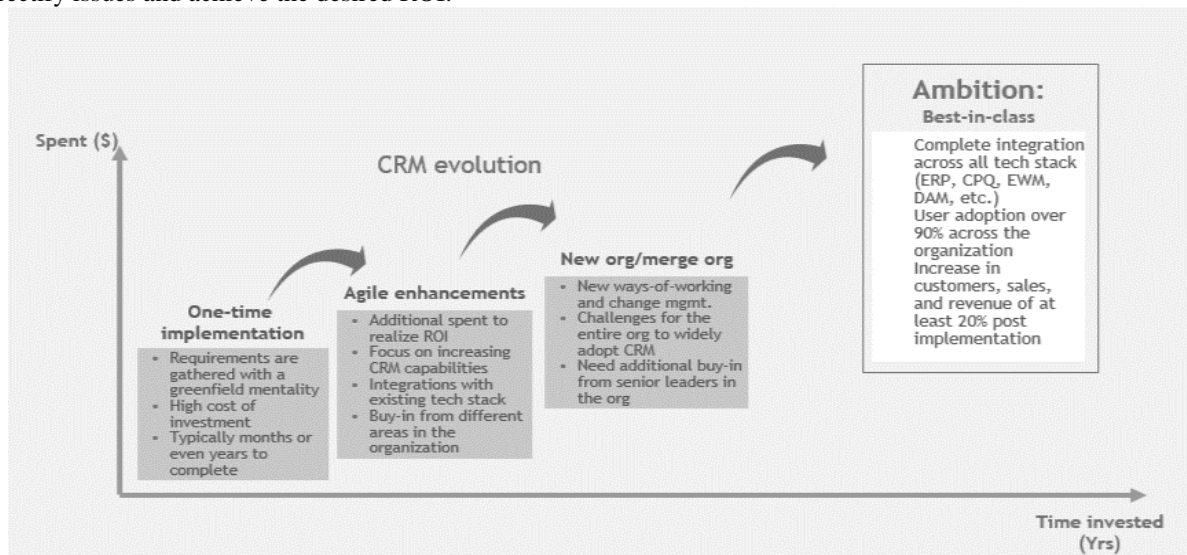 rectify issues and achieve the desired ROI.
Ambition:
Best-in-class
Complete integration
across all tech stack
(ERP, CPQ, EWM,
DAM, etc.)
User adoption over
90% across the
organization
Increase in
customers, sales,
and revenue of at
least 20% post
implementation
Spent ($)
CRM evolution
New org/merge org
• New ways-of-working
and change mgmt.
• Challenges for the
entire org to widely
adopt CRM
• Need additional buy-in
from senior leaders in
the org
Agile enhancements
• Additional spent to
realize ROI
• Focus on increasing
CRM capabilities
• Integrations with
existing tech stack
• Buy-in from different
areas in the
organization
One-time
implementation
• Requirements are
gathered with a
greenfield mentality
• High cost of
investment
• Typically months or
even years to
complete
Time invested
(Yrs)